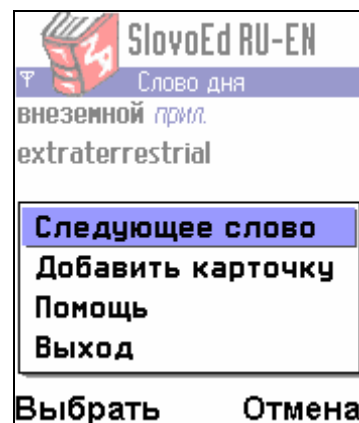 SlovoEd RU-EN
Слово дня
внеземной прил.
extraterrestrial
Следующее слово
Добавить карточку
Помощь
Выход
Выбрать Отмена